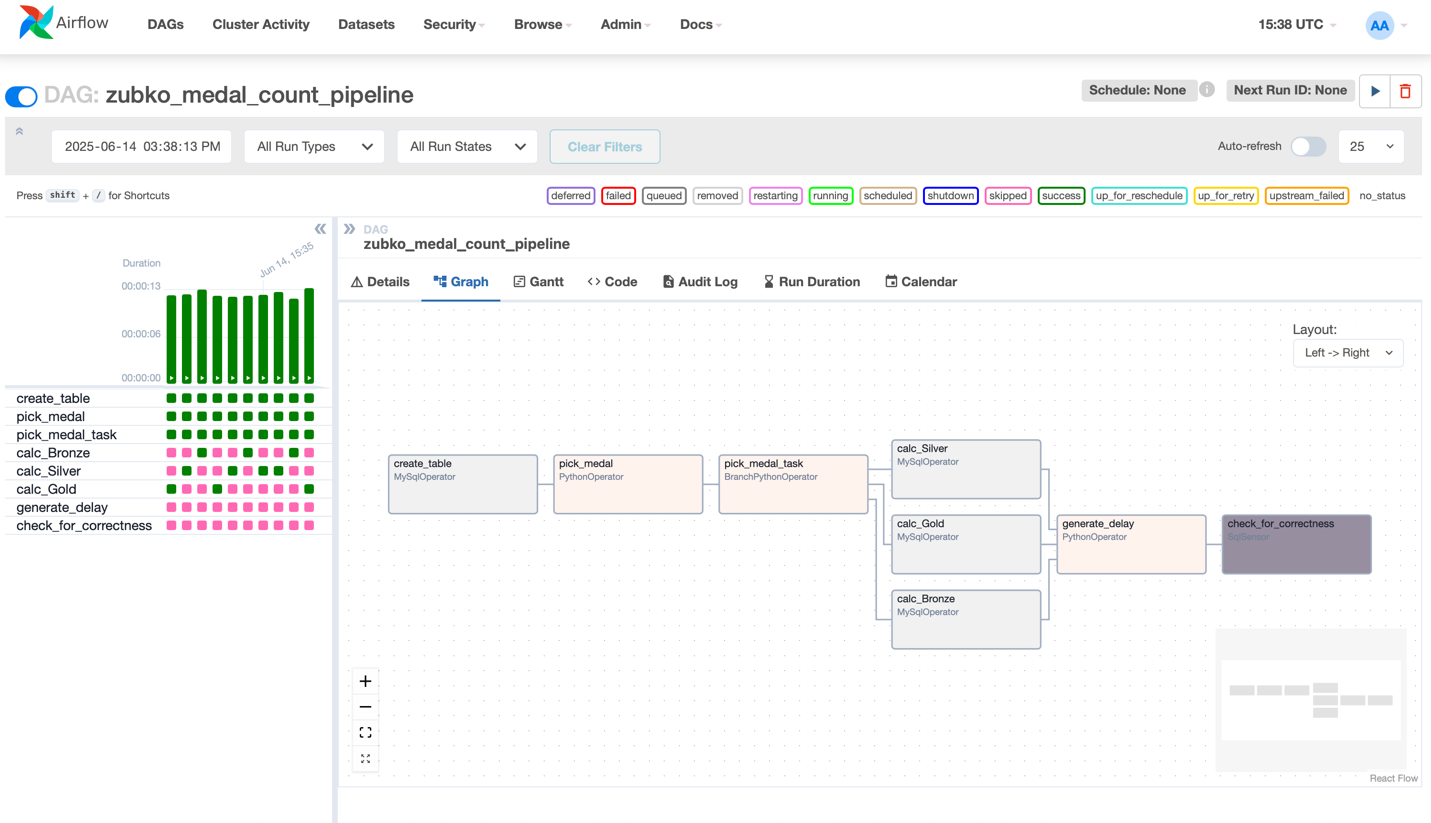 Airflow DAGs Cluster Activity Datasets Security Browse Admin Docs 15:38 UTC AA
DAG: zubko_medal_count_pipeline Schedule: None i Next Run ID: None
2025-06-14 03:38:13 PM All Run Types All Run States Clear Filters Auto-refresh 25
Press shift + / for Shortcuts deferred failed queued removed restarting running scheduled shutdown skipped success up_for_reschedule up_for_retry upstream_failed no_status
Jun 14, 15:35
Duration
00:00:13
00:00:06
00:00:00
create_table
pick_medal
pick_medal_task
calc_Bronze
calc_Silver
calc_Gold
generate_delay
check_for_correctness
DAG
zubko_medal_count_pipeline
Details Graph Gantt Code Audit Log Run Duration Calendar
Layout:
Left -> Right
create_table
MySqlOperator
pick_medal
PythonOperator
pick_medal_task
BranchPythonOperator
calc_Silver
MySqlOperator
calc_Gold
MySqlOperator
calc_Bronze
MySqlOperator
generate_delay
PythonOperator
check_for_correctness
SqlSensor
React Flow